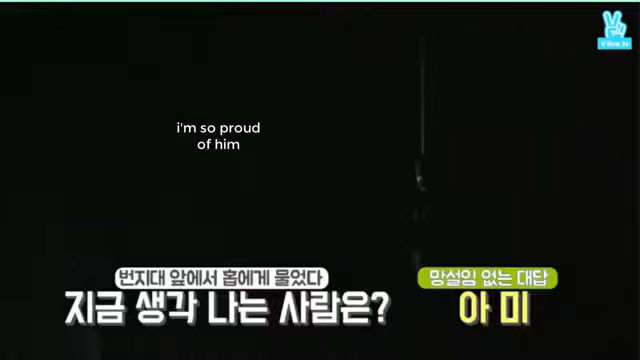 V live.tv
i'm so proud
of him
번지대 앞에서 홉에게 물었다
지금 생각 나는 사람은?
망설임 없는 대답
아 미